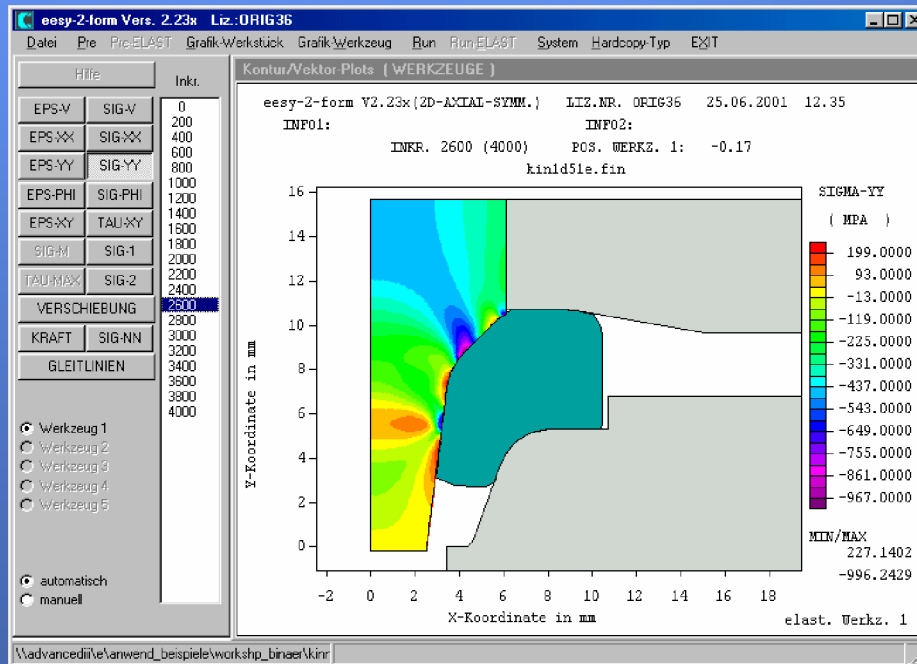 eesy-2-form Vers. 2.23x Liz.:ORIG36
Datei Pre Pre-ELAST Grafik-Werkstück Grafik-Werkzeug Run Run-ELAST System Hardcopy-Typ EXIT
Hilfe
Inkr.
EPS-V SIG-V
EPS-XX SIG-XX
EPS-YY SIG-YY
EPS-PHI SIG-PHI
EPS-XY TAU-XY
SIG-M SIG-1
TAU-MAX SIG-2
VERSCHIEBUNG
KRAFT SIG-NN
GLEITLINIEN
0
200
400
600
800
1000
1200
1400
1600
1800
2000
2200
2400
2600
2800
3000
3200
3400
3600
3800
4000
Werkzeug 1
Werkzeug 2
Werkzeug 3
Werkzeug 4
Werkzeug 5
automatisch
manuell
Kontur/Vektor-Plots ( WERKZEUGE )
eesy-2-form V2.23x(2D-AXIAL-SYMM.) LIZ.NR. ORIG36 25.06.2001 12.35
INFO1: INFO2:
INKR. 2600 (4000) POS. WERKZ. 1: -0.17
kin1d51e.fin
16
14
12
10
8
6
4
2
0
Y-Koordinate in mm
-2 0 2 4 6 8 10 12 14 16 18
X-Koordinate in mm
SIGMA-YY
( MPA )
199.0000
93.0000
-13.0000
-119.0000
-225.0000
-331.0000
-437.0000
-543.0000
-649.0000
-755.0000
-861.0000
-967.0000
MIN/MAX
227.1402
-996.2429
elast. Werkz. 1
\\advancediii\e\anwend_beispiele\workshp_binaer\kinr